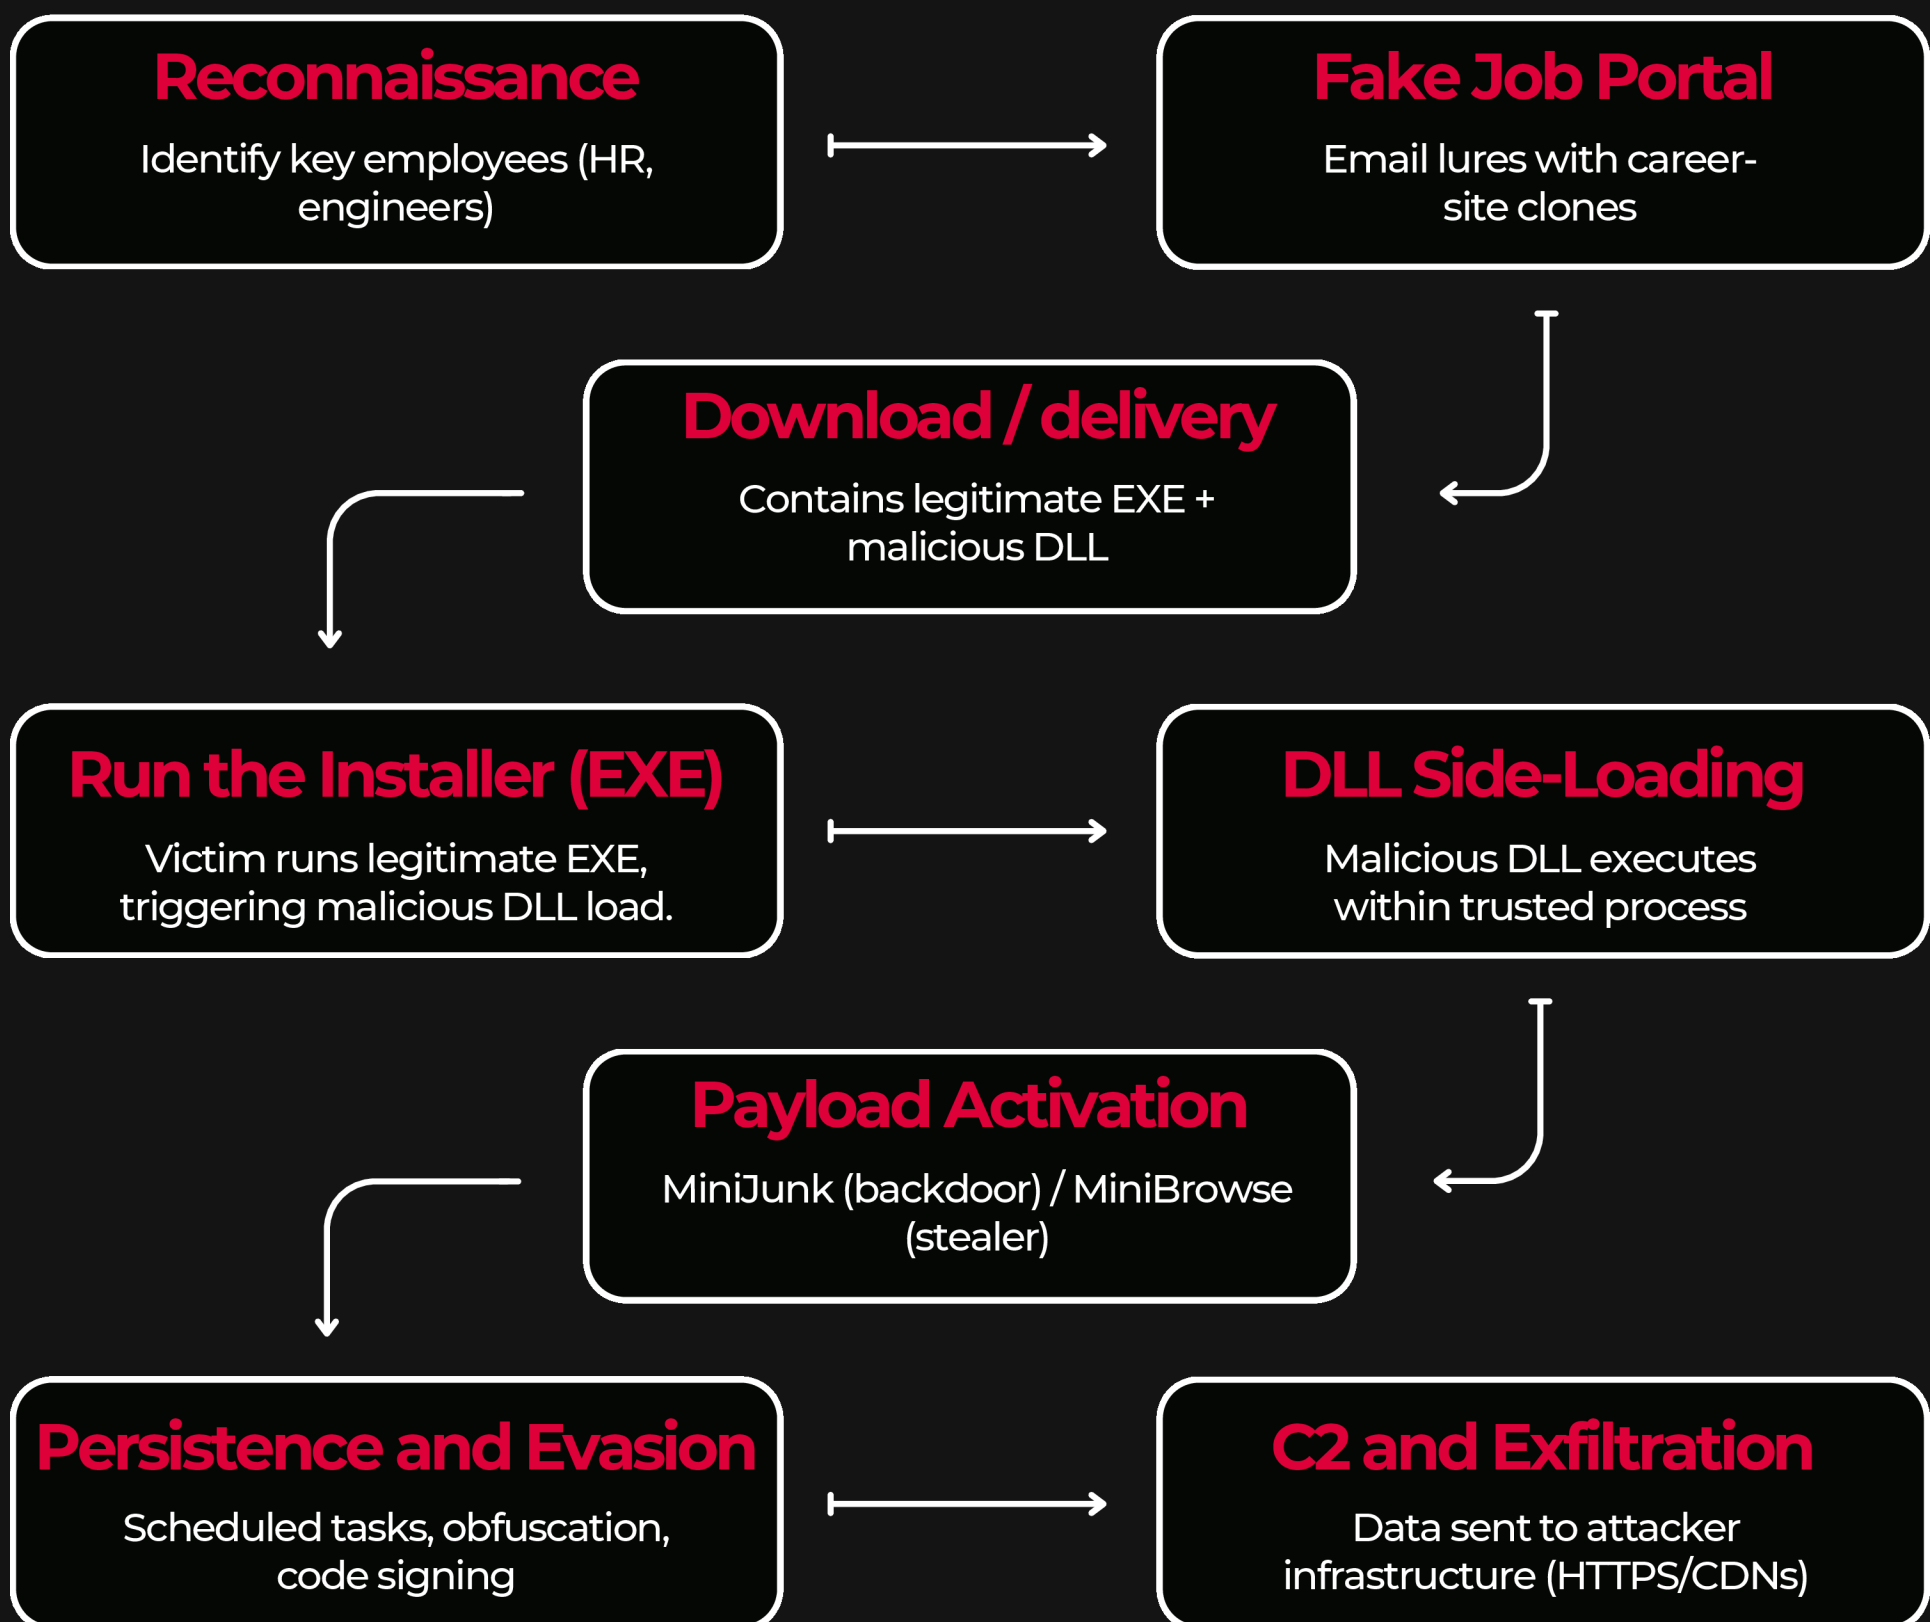 Reconnaissance
Identify key employees (HR,
engineers)
Fake Job Portal
Email lures with career-
site clones
Download / delivery
Contains legitimate EXE +
malicious DLL
Run the Installer (EXE)
Victim runs legitimate EXE,
triggering malicious DLL load.
DLL Side-Loading
Malicious DLL executes
within trusted process
Payload Activation
MiniJunk (backdoor) / MiniBrowse
(stealer)
Persistence and Evasion
Scheduled tasks, obfuscation,
code signing
C2 and Exfiltration
Data sent to attacker
infrastructure (HTTPS/CDNs)